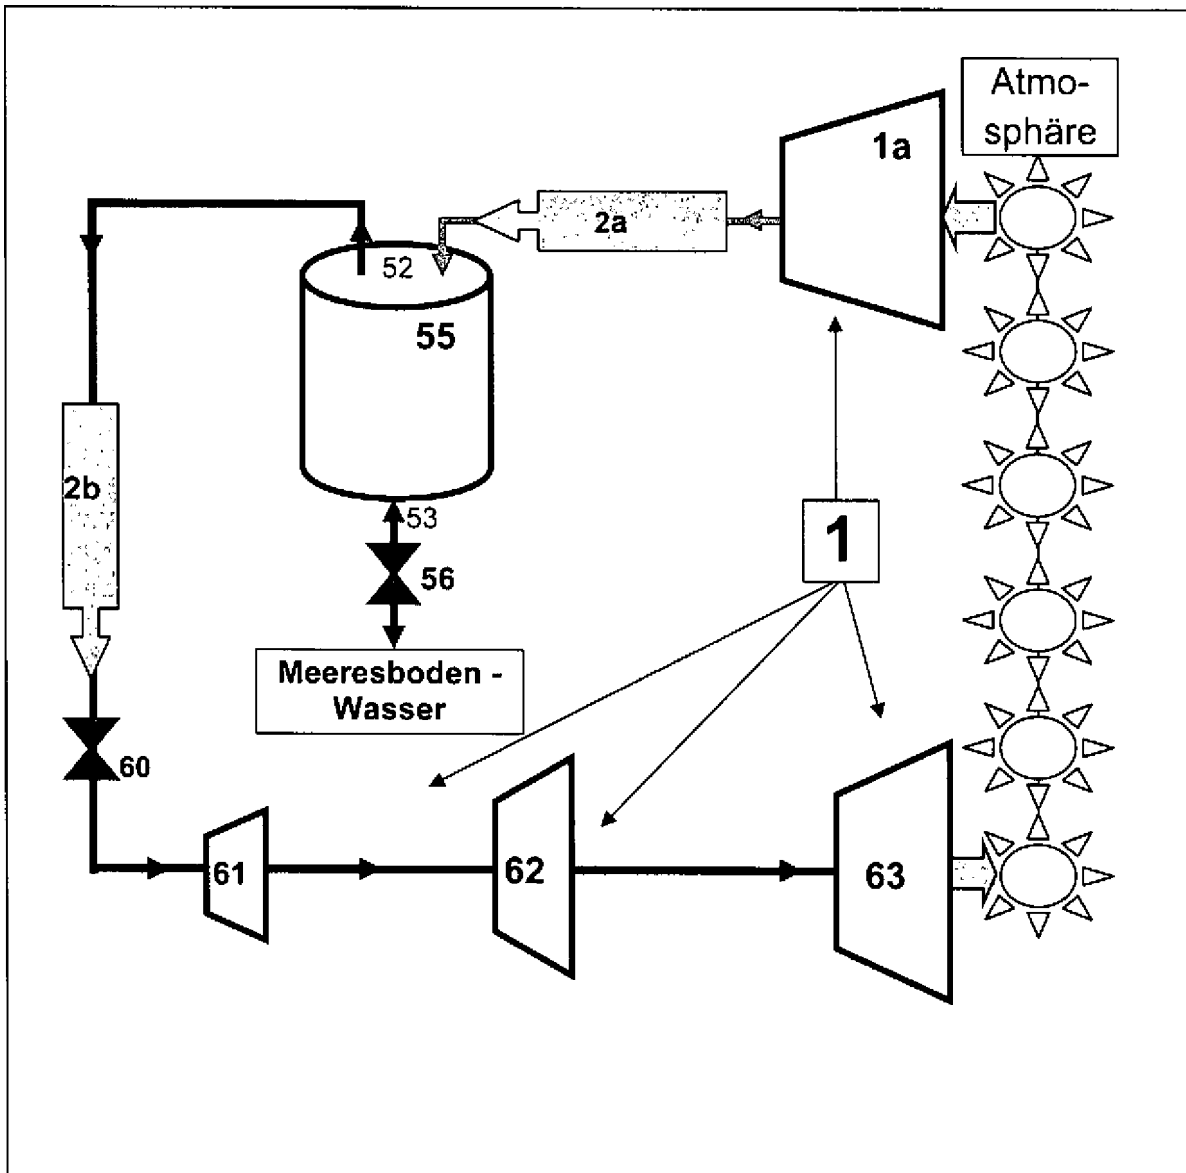 Atmo-
sphäre
1a
2a
52
55
2b
53
1
56
Meeresboden -
Wasser
60
61
62
63